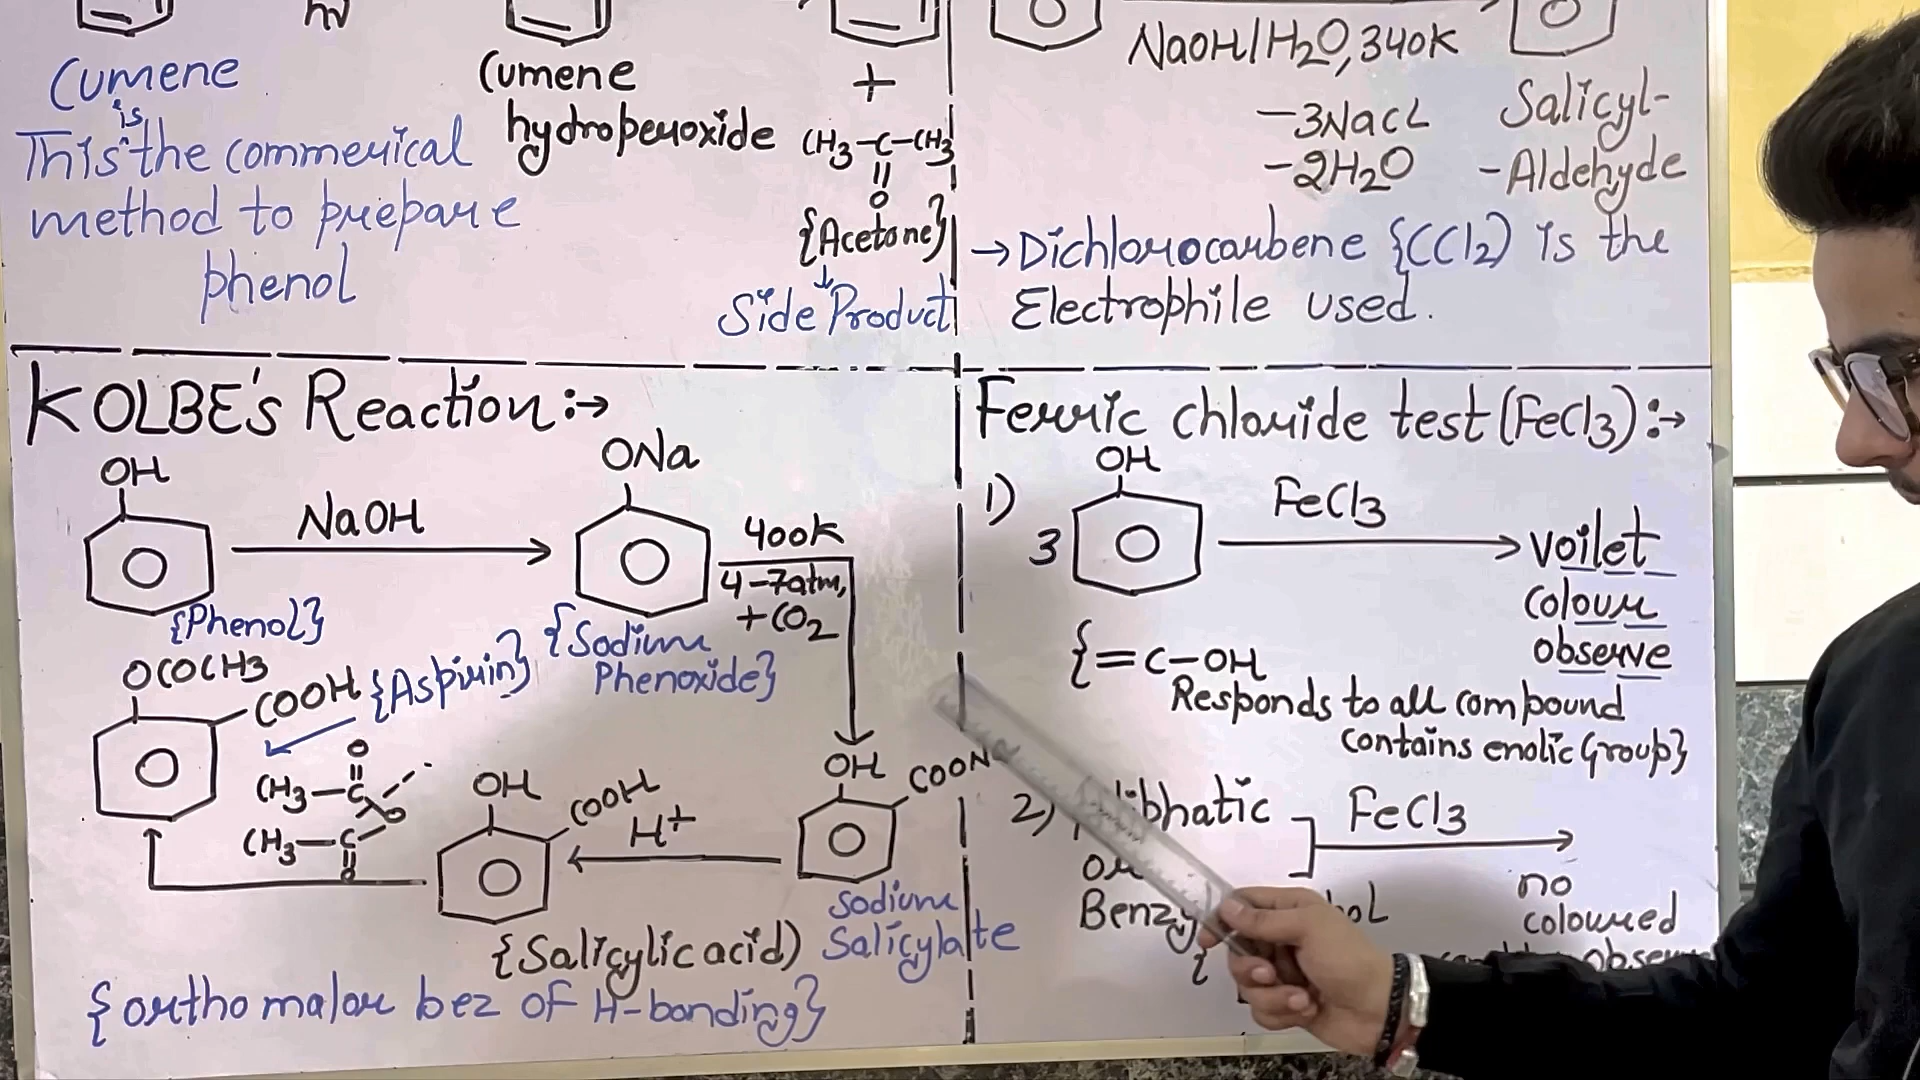 hν
Cumene
is
This the commerical
method to prepare
phenol
Cumene
hydroperoxide
+
CH3-C-CH3
O
{Acetone}
Side Product
NaOH/H2O, 340K
-3NaCL
-2H2O
Salicyl-
-Aldehyde
→Dichlorocarbene {CCl2) is the
Electrophile used.
KOLBE's Reaction:→
OH
NaOH
ONa
400K
4-7atm,
+CO2
{Phenol}
{Sodium
Phenoxide}
OCOCH3
COOH {Aspirin}
O
CH3-C
O
CH3-C
O
OH
COOH
H+
OH
{Salicylic acid)
Sodium
Salicylate
{ortho major bez of H-bonding}
Ferric chloride test (FeCl3):→
1)
OH
3
FeCl3
voilet
colour
observe
{=C-OH
Responds to all compound
contains enolic Group}
2)
FeCl3
or
no
coloured